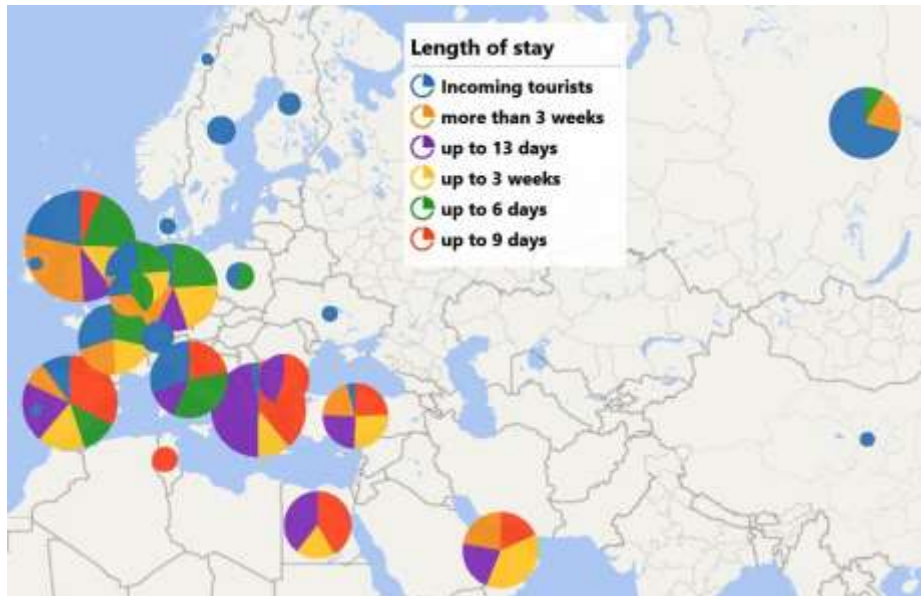 Length of stay
Incoming tourists
more than 3 weeks
up to 13 days
up to 3 weeks
up to 6 days
up to 9 days